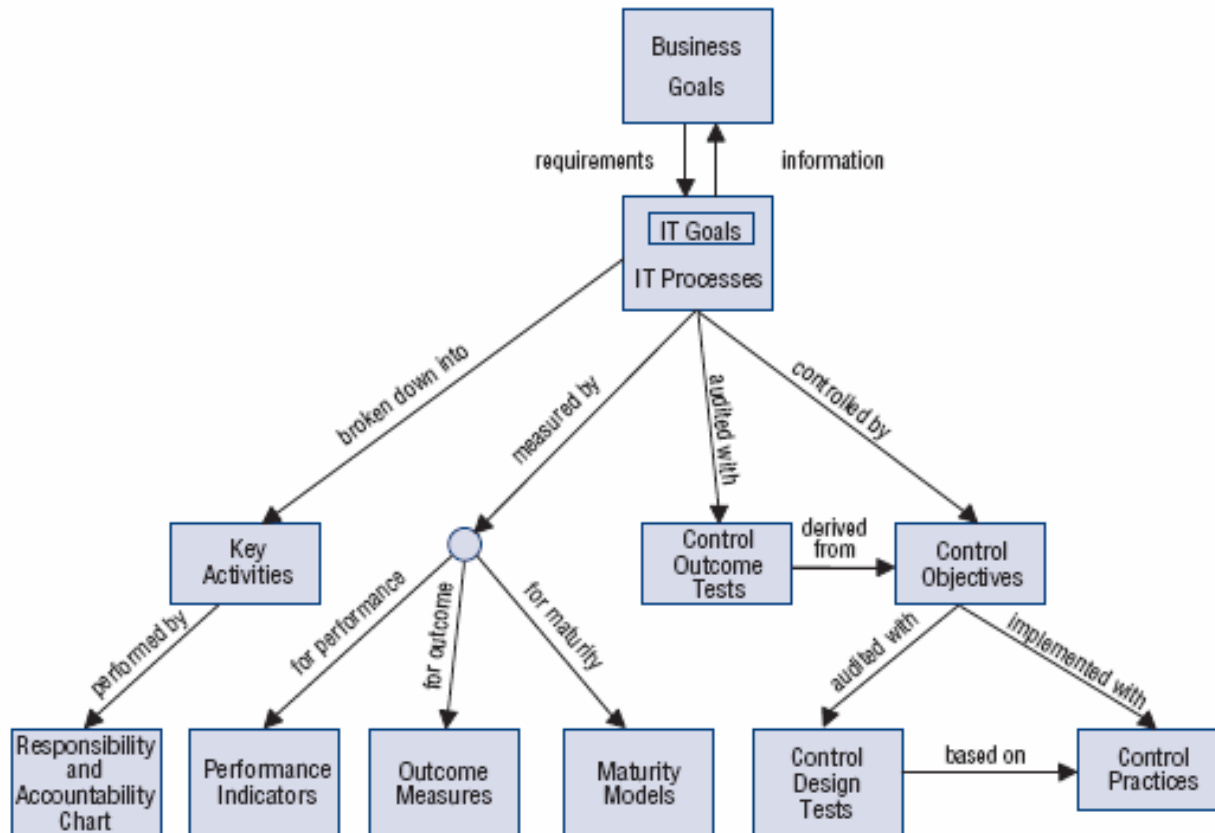 Business
Goals
requirements
information
IT Goals
IT Processes
broken down into
measured by
audited with
controlled by
Key
Activities
Control
Outcome
Tests
derived
from
Control
Objectives
performed by
for performance
for outcome
for maturity
audited with
implemented with
Responsibility
and
Accountability
Chart
Performance
Indicators
Outcome
Measures
Maturity
Models
Control
Design
Tests
based on
Control
Practices